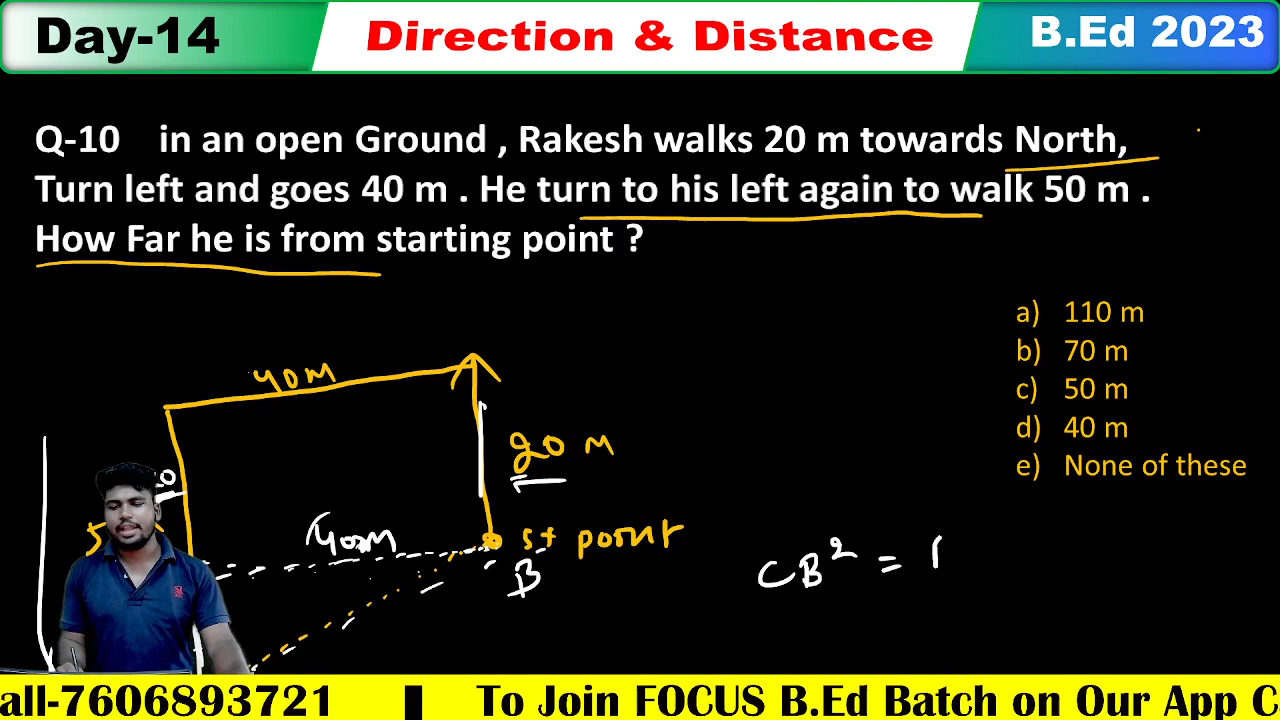 Day-14
Direction & Distance
B.Ed 2023
Q-10 in an open Ground , Rakesh walks 20 m towards North,
Turn left and goes 40 m . He turn to his left again to walk 50 m .
How Far he is from starting point ?
a) 110 m
b) 70 m
c) 50 m
d) 40 m
e) None of these
40M
20 M
40m
st point
B
CB² =
all-7606893721 To Join FOCUS B.Ed Batch on Our App C